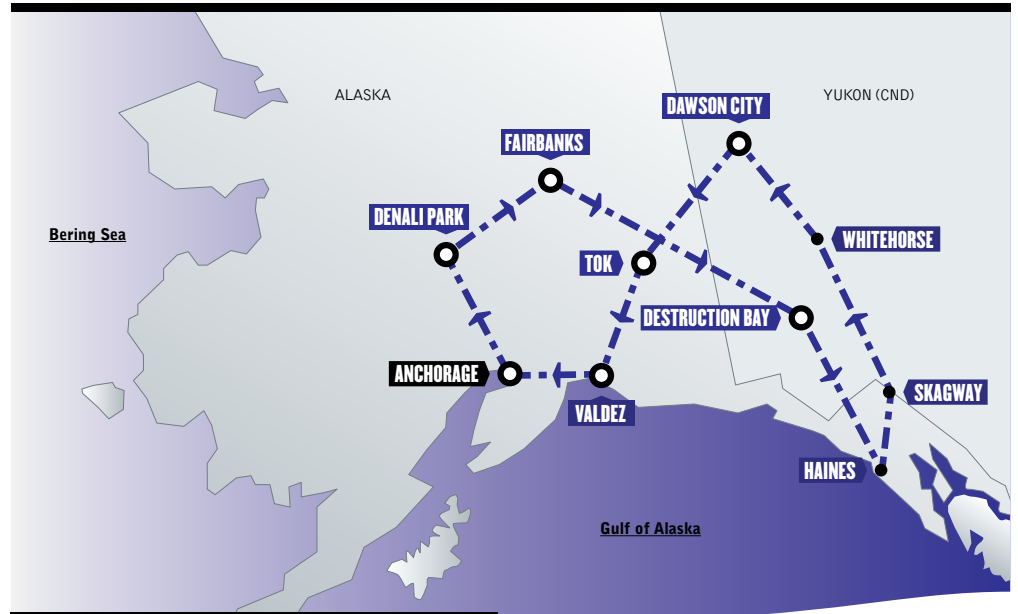 ALASKA
YUKON (CND)
DAWSON CITY
FAIRBANKS
DENALI PARK
Bering Sea
WHITEHORSE
TOK
DESTRUCTION BAY
ANCHORAGE
SKAGWAY
VALDEZ
HAINES
Gulf of Alaska